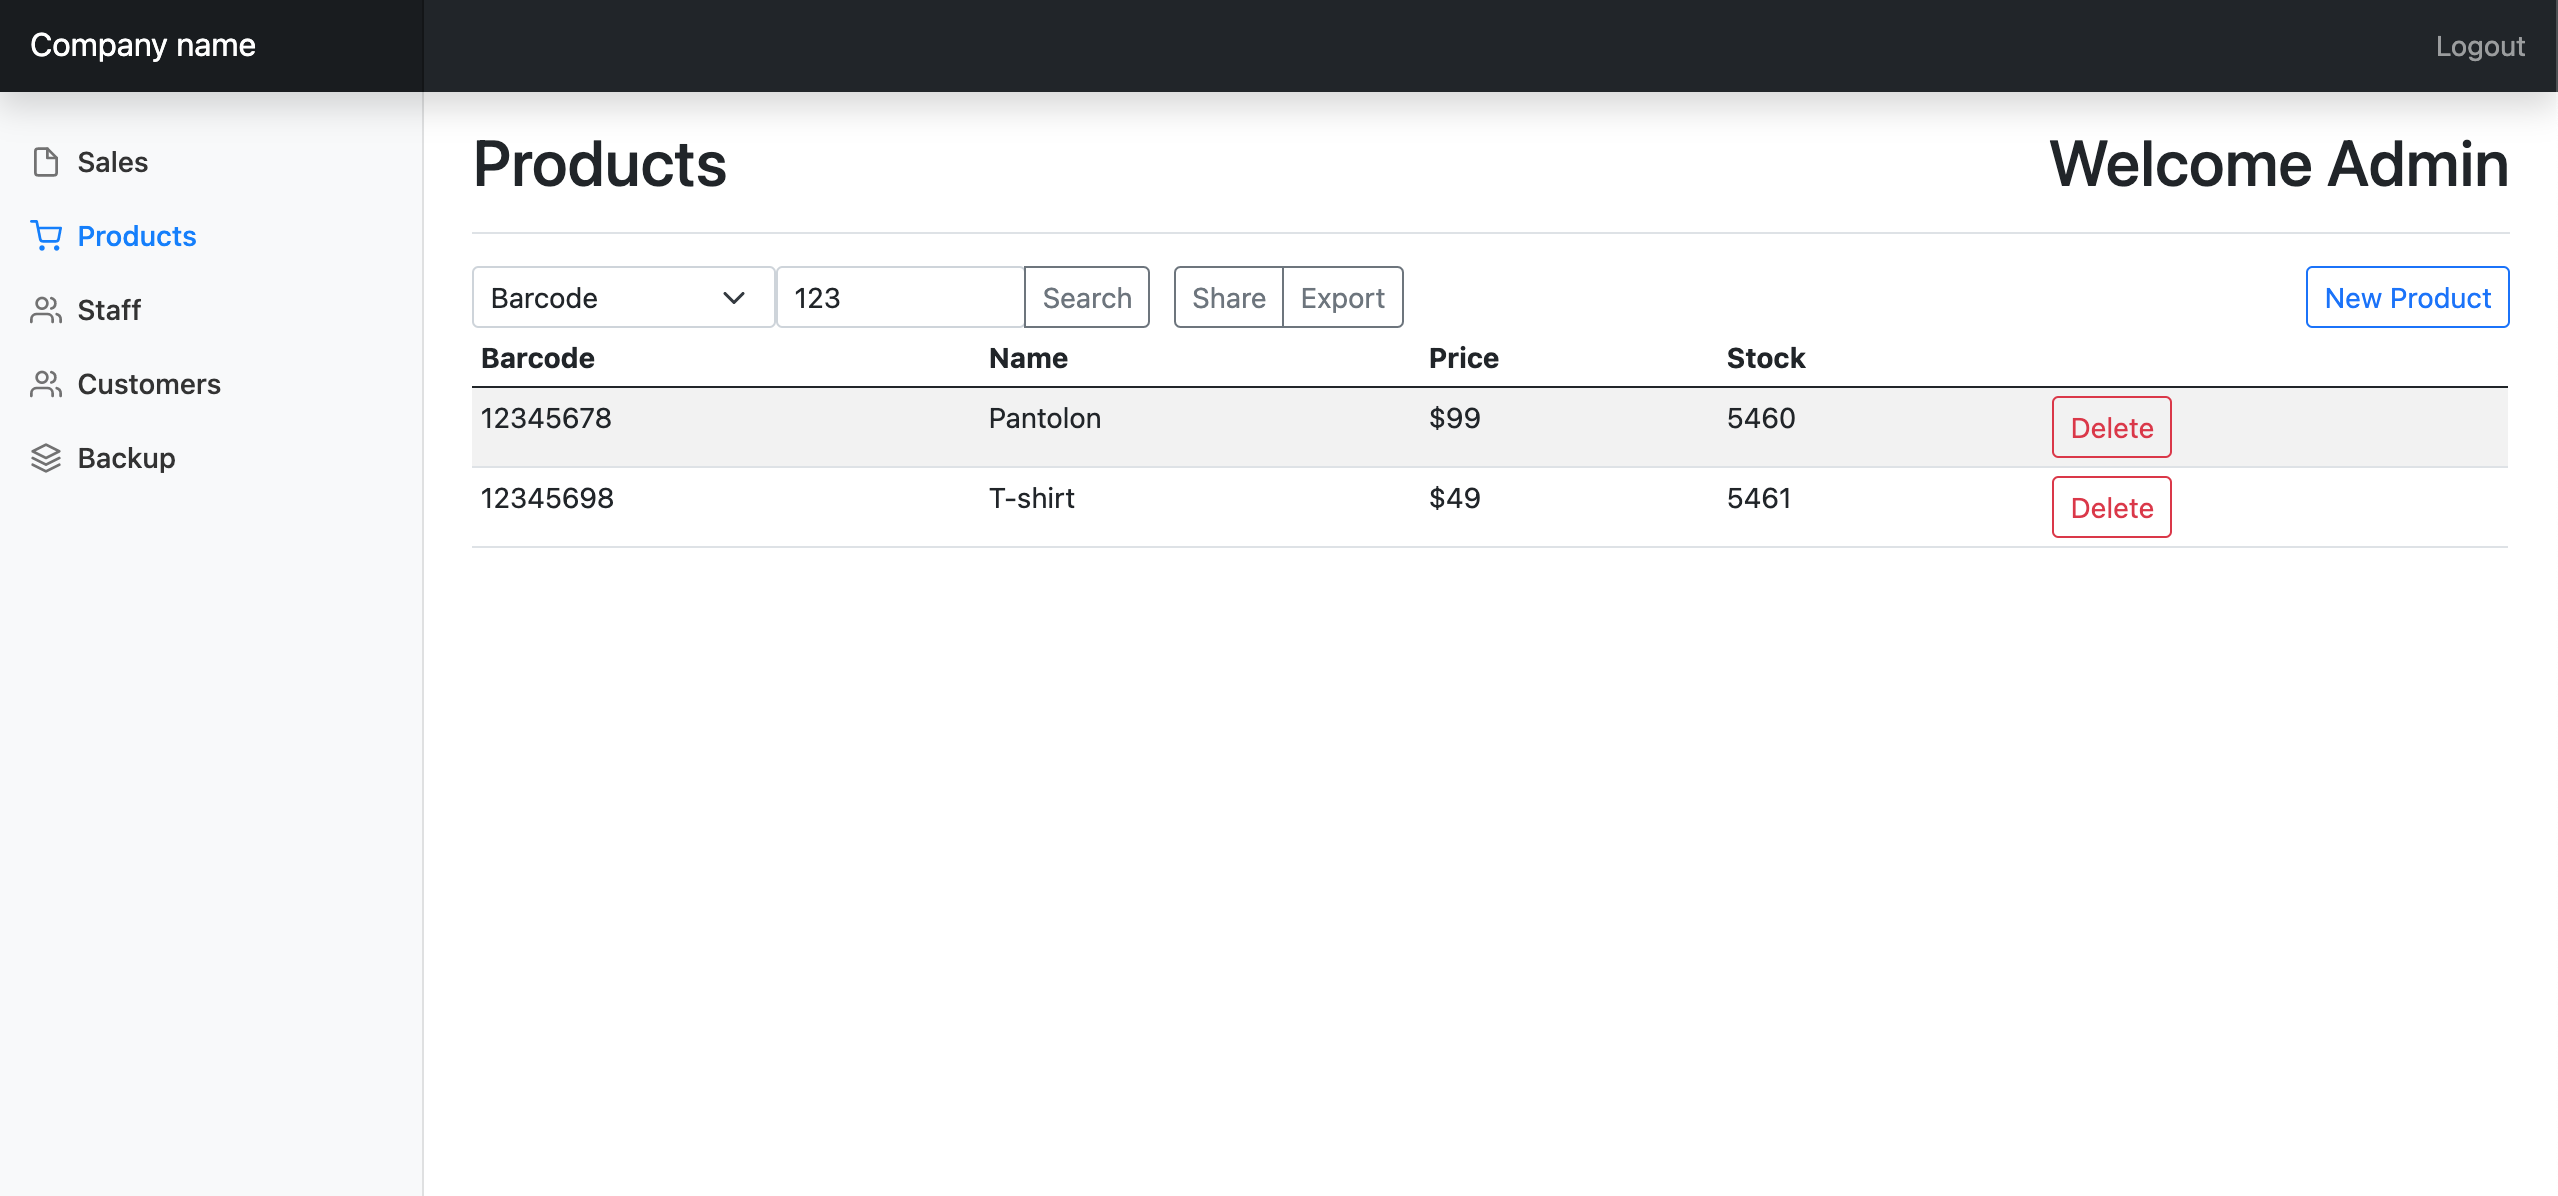 Company name
Logout
Sales
Products
Staff
Customers
Backup
Products
Welcome Admin
Barcode 123 Search Share Export New Product
Barcode Name Price Stock
12345678 Pantolon $99 5460 Delete
12345698 T-shirt $49 5461 Delete